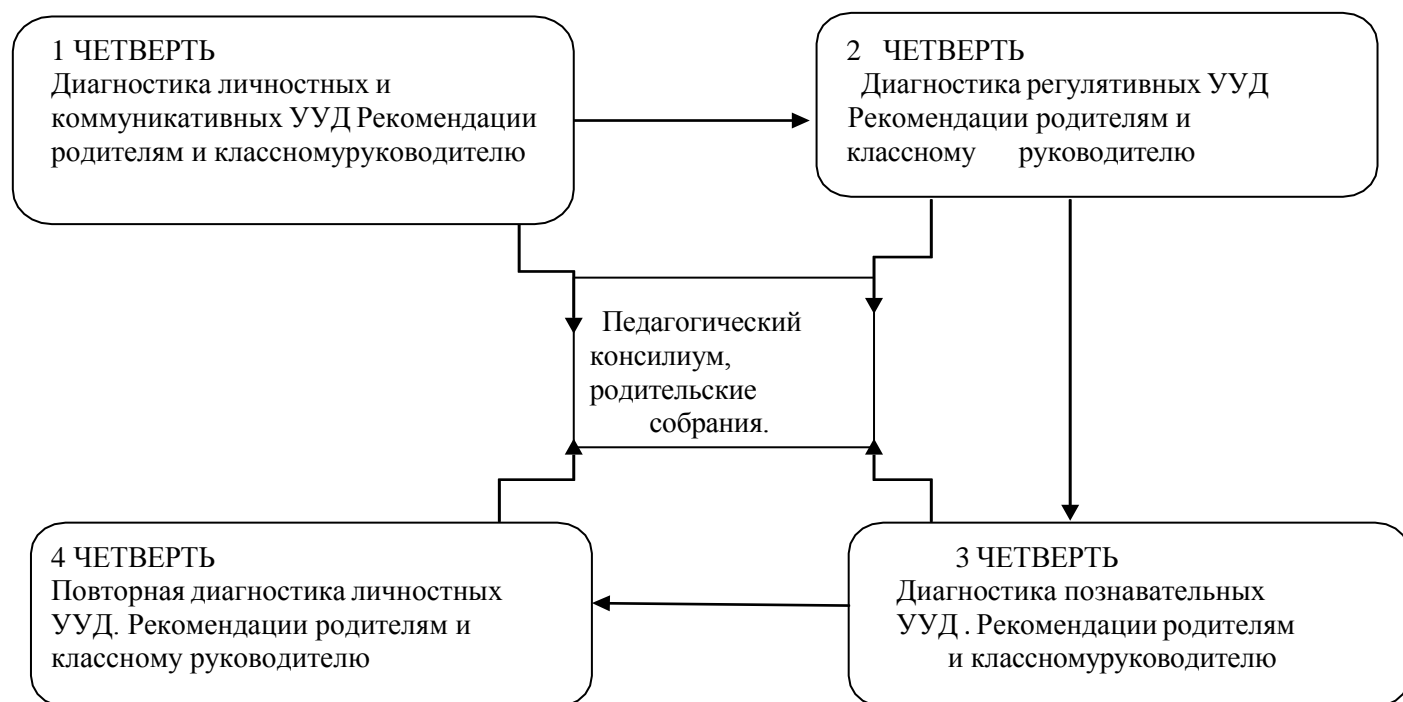 1 ЧЕТВЕРТЬ
Диагностика личностных и
коммуникативных УУД Рекомендации
родителям и классномуруководителю
2 ЧЕТВЕРТЬ
Диагностика регулятивных УУД
Рекомендации родителям и
классному руководителю
Педагогический
консилиум,
родительские
собрания.
4 ЧЕТВЕРТЬ
Повторная диагностика личностных
УУД. Рекомендации родителям и
классному руководителю
3 ЧЕТВЕРТЬ
Диагностика познавательных
УУД . Рекомендации родителям
и классномуруководителю